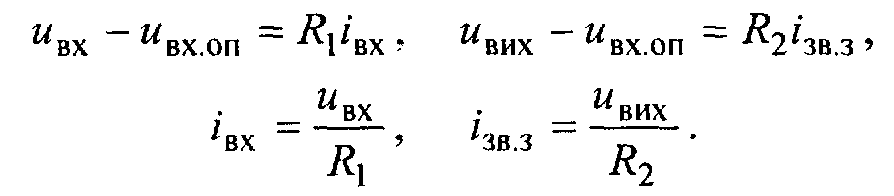 u_вх − u_вх.оп = R_1 i_вх, u_вих − u_вх.оп = R_2 i_зв.з,
i_вх = u_вх / R_1, i_зв.з = u_вих / R_2.